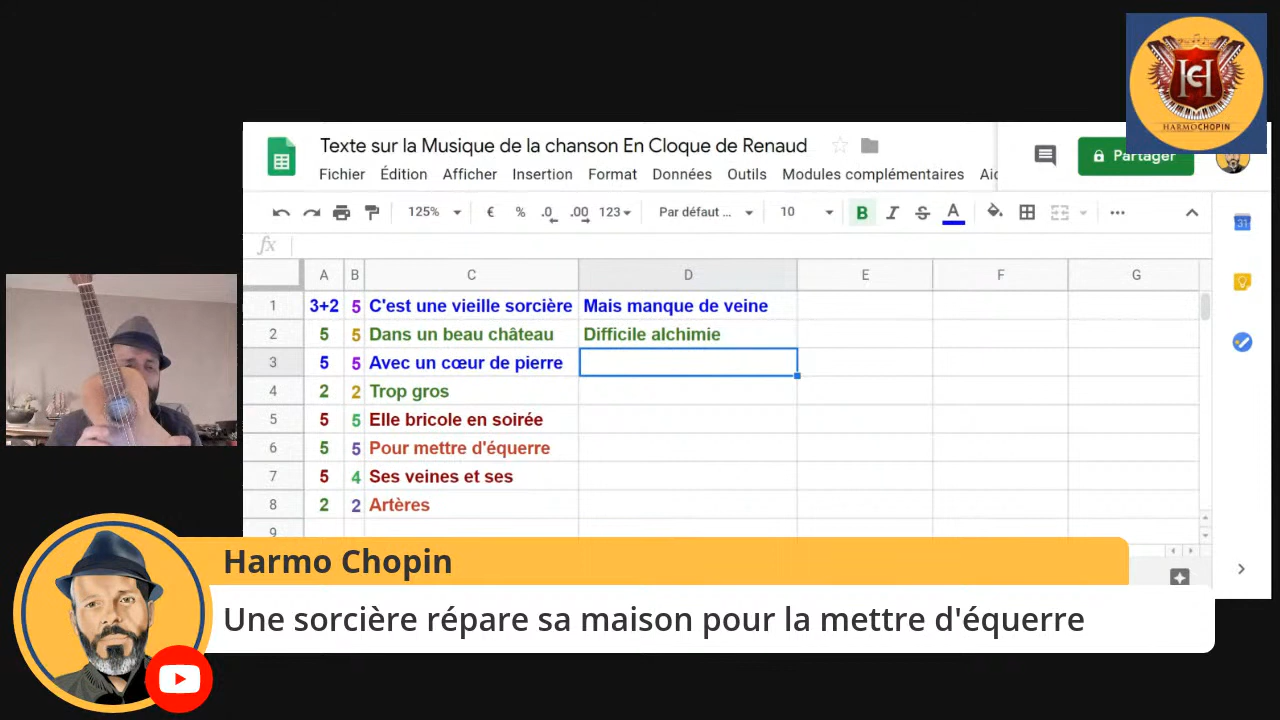 HC
HARMOCHOPIN
Texte sur la Musique de la chanson En Cloque de Renaud
Partager
Fichier Édition Affichage Insertion Format Données Outils Modules complémentaires Aid
125% € % .0 .00 123 Par défaut ... 10 B I S A ...
31
fx
A B C D E F G
1 3+2 5 C'est une vieille sorcière Mais manque de veine
2 5 5 Dans un beau château Difficile alchimie
3 5 5 Avec un cœur de pierre
4 2 2 Trop gros
5 5 5 Elle bricole en soirée
6 5 5 Pour mettre d'équerre
7 5 4 Ses veines et ses
8 2 2 Artères
9
Harmo Chopin
Une sorcière répare sa maison pour la mettre d'équerre